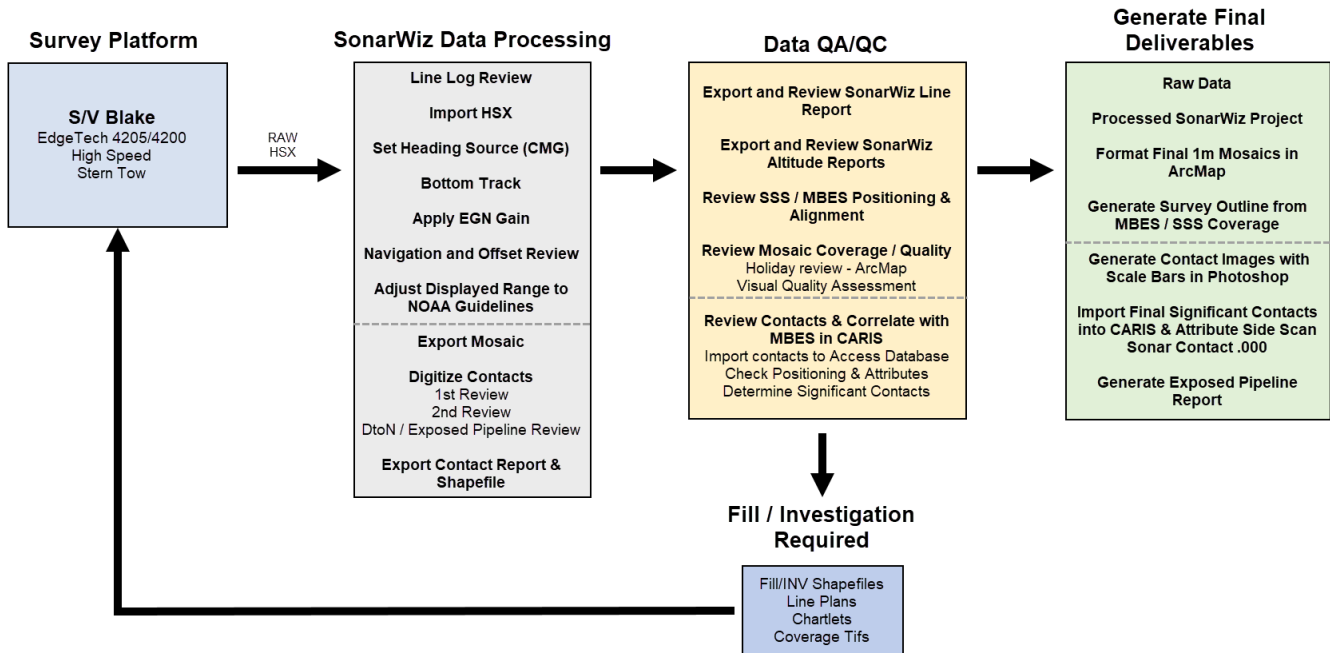 Survey Platform
S/V Blake
EdgeTech 4205/4200
High Speed
Stern Tow
RAW
HSX
SonarWiz Data Processing
Line Log Review
Import HSX
Set Heading Source (CMG)
Bottom Track
Apply EGN Gain
Navigation and Offset Review
Adjust Displayed Range to
NOAA Guidelines
Export Mosaic
Digitize Contacts
1st Review
2nd Review
DtoN / Exposed Pipeline Review
Export Contact Report &
Shapefile
Data QA/QC
Export and Review SonarWiz Line
Report
Export and Review SonarWiz
Altitude Reports
Review SSS / MBES Positioning &
Alignment
Review Mosaic Coverage / Quality
Holiday review - ArcMap
Visual Quality Assessment
Review Contacts & Correlate with
MBES in CARIS
Import contacts to Access Database
Check Positioning & Attributes
Determine Significant Contacts
Generate Final
Deliverables
Raw Data
Processed SonarWiz Project
Format Final 1m Mosaics in
ArcMap
Generate Survey Outline from
MBES / SSS Coverage
Generate Contact Images with
Scale Bars in Photoshop
Import Final Significant Contacts
into CARIS & Attribute Side Scan
Sonar Contact .000
Generate Exposed Pipeline
Report
Fill / Investigation
Required
Fill/INV Shapefiles
Line Plans
Chartlets
Coverage Tifs